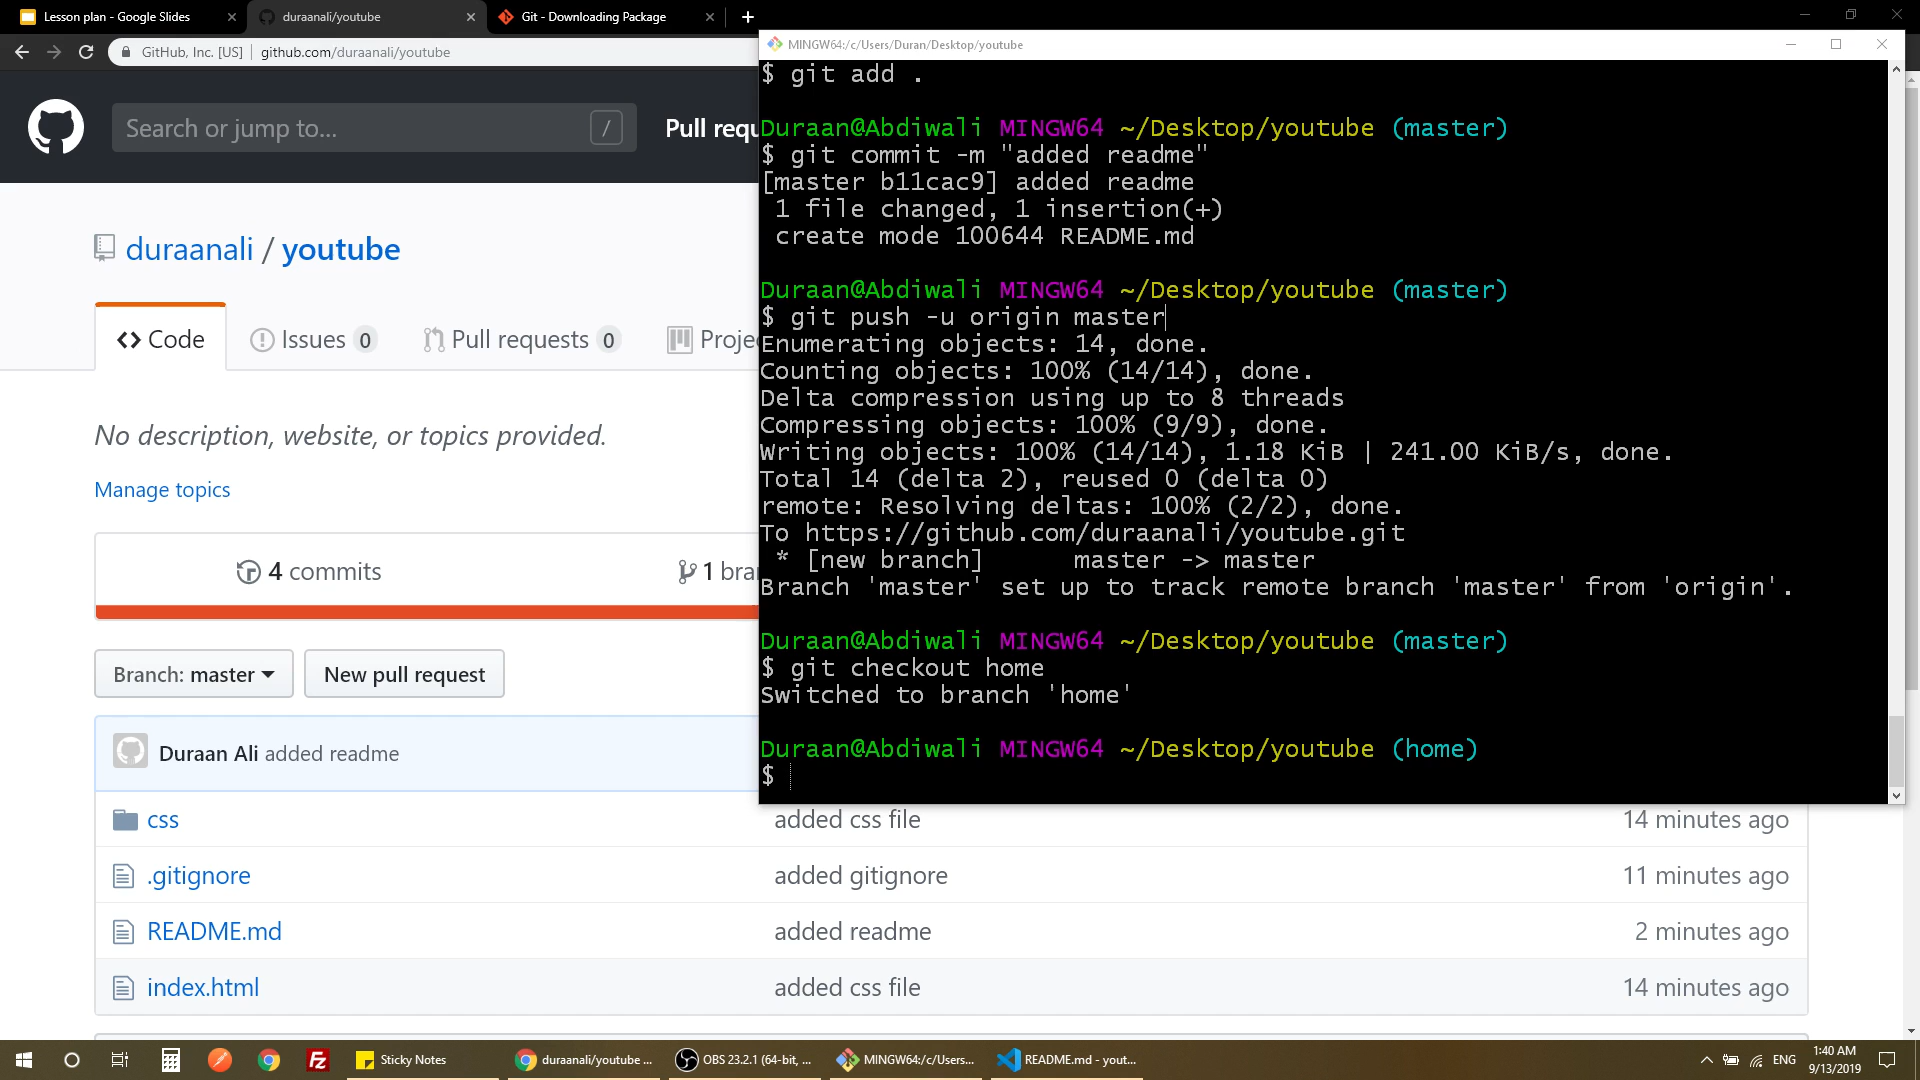 Lesson plan - Google Slides
duraanali/youtube
Git - Downloading Package
GitHub, Inc. [US] github.com/duraanali/youtube
MINGW64:/c/Users/Duran/Desktop/youtube
Search or jump to... /
Pull requ
duraanali / youtube
Code
Issues 0
Pull requests 0
Projec
No description, website, or topics provided.
Manage topics
4 commits
1 bran
Branch: master
New pull request
Duraan Ali added readme
css added css file 14 minutes ago
.gitignore added gitignore 11 minutes ago
README.md added readme 2 minutes ago
index.html added css file 14 minutes ago
$ git add .
Duraan@Abdiwali MINGW64 ~/Desktop/youtube (master)
$ git commit -m "added readme"
[master b11cac9] added readme
1 file changed, 1 insertion(+)
create mode 100644 README.md
Duraan@Abdiwali MINGW64 ~/Desktop/youtube (master)
$ git push -u origin master
Enumerating objects: 14, done.
Counting objects: 100% (14/14), done.
Delta compression using up to 8 threads
Compressing objects: 100% (9/9), done.
Writing objects: 100% (14/14), 1.18 KiB | 241.00 KiB/s, done.
Total 14 (delta 2), reused 0 (delta 0)
remote: Resolving deltas: 100% (2/2), done.
To https://github.com/duraanali/youtube.git
* [new branch] master -> master
Branch 'master' set up to track remote branch 'master' from 'origin'.
Duraan@Abdiwali MINGW64 ~/Desktop/youtube (master)
$ git checkout home
Switched to branch 'home'
Duraan@Abdiwali MINGW64 ~/Desktop/youtube (home)
$
Sticky Notes
duraanali/youtube ...
OBS 23.2.1 (64-bit, ...
MINGW64:/c/Users...
README.md - yout...
ENG
1:40 AM
9/13/2019